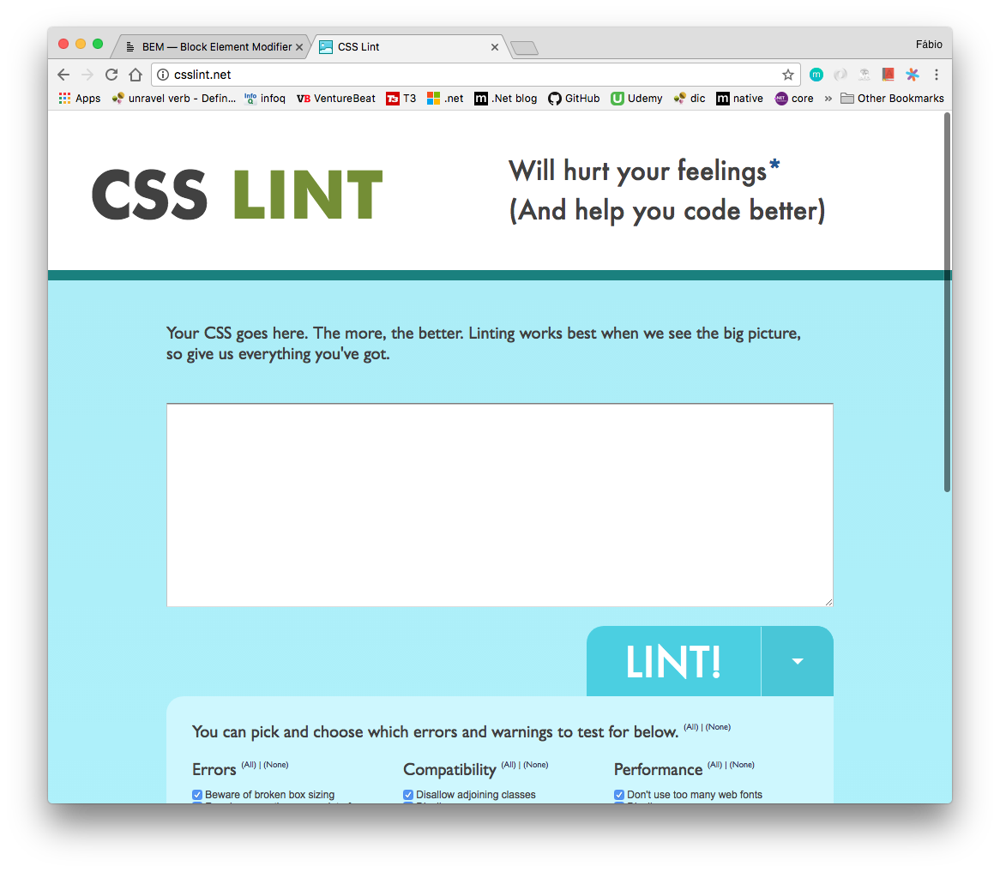 BEM — Block Element Modifier
CSS Lint
Fábio
csslint.net
m
Apps
unravel verb - Defin...
Info Q
infoq
VB VentureBeat
T3 T3
.net
m .Net blog
GitHub
U Udemy
dic
m native
.NET core
»
Other Bookmarks
CSS LINT
Will hurt your feelings*
(And help you code better)
Your CSS goes here. The more, the better. Linting works best when we see the big picture,
so give us everything you've got.
LINT!
You can pick and choose which errors and warnings to test for below. (All) | (None)
Errors (All) | (None)
Beware of broken box sizing
Compatibility (All) | (None)
Disallow adjoining classes
Performance (All) | (None)
Don't use too many web fonts